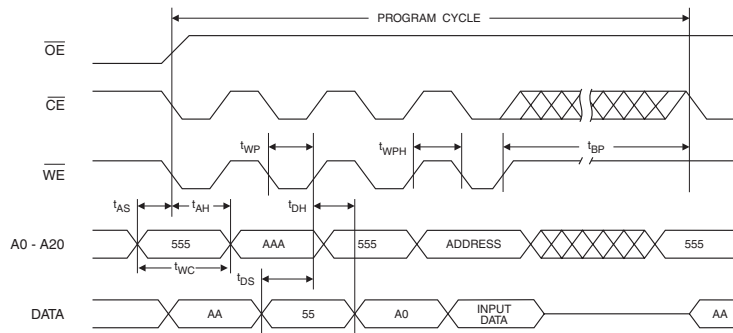 PROGRAM CYCLE
OE
CE
tWP
tWPH
tBP
WE
tAS
tAH
tDH
A0 - A20
555
AAA
555
ADDRESS
555
tWC
tDS
DATA
AA
55
A0
INPUT
DATA
AA